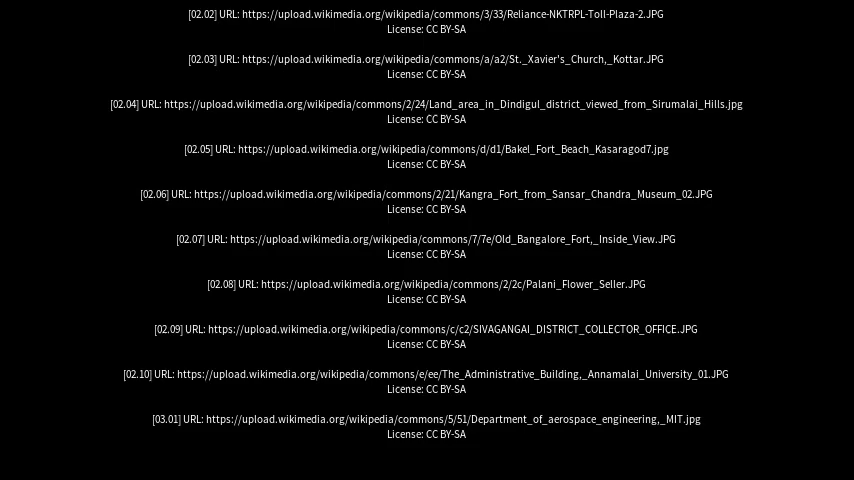 [02.02] URL: https://upload.wikimedia.org/wikipedia/commons/3/33/Reliance-NKTRPL-Toll-Plaza-2.JPG
License: CC BY-SA
[02.03] URL: https://upload.wikimedia.org/wikipedia/commons/a/a2/St._Xavier's_Church,_Kottar.JPG
License: CC BY-SA
[02.04] URL: https://upload.wikimedia.org/wikipedia/commons/2/24/Land_area_in_Dindigul_district_viewed_from_Sirumalai_Hills.jpg
License: CC BY-SA
[02.05] URL: https://upload.wikimedia.org/wikipedia/commons/d/d1/Bakel_Fort_Beach_Kasaragod7.jpg
License: CC BY-SA
[02.06] URL: https://upload.wikimedia.org/wikipedia/commons/2/21/Kangra_Fort_from_Sansar_Chandra_Museum_02.JPG
License: CC BY-SA
[02.07] URL: https://upload.wikimedia.org/wikipedia/commons/7/7e/Old_Bangalore_Fort,_Inside_View.JPG
License: CC BY-SA
[02.08] URL: https://upload.wikimedia.org/wikipedia/commons/2/2c/Palani_Flower_Seller.JPG
License: CC BY-SA
[02.09] URL: https://upload.wikimedia.org/wikipedia/commons/c/c2/SIVAGANGAI_DISTRICT_COLLECTOR_OFFICE.JPG
License: CC BY-SA
[02.10] URL: https://upload.wikimedia.org/wikipedia/commons/e/ee/The_Administrative_Building,_Annamalai_University_01.JPG
License: CC BY-SA
[03.01] URL: https://upload.wikimedia.org/wikipedia/commons/5/51/Department_of_aerospace_engineering,_MIT.jpg
License: CC BY-SA